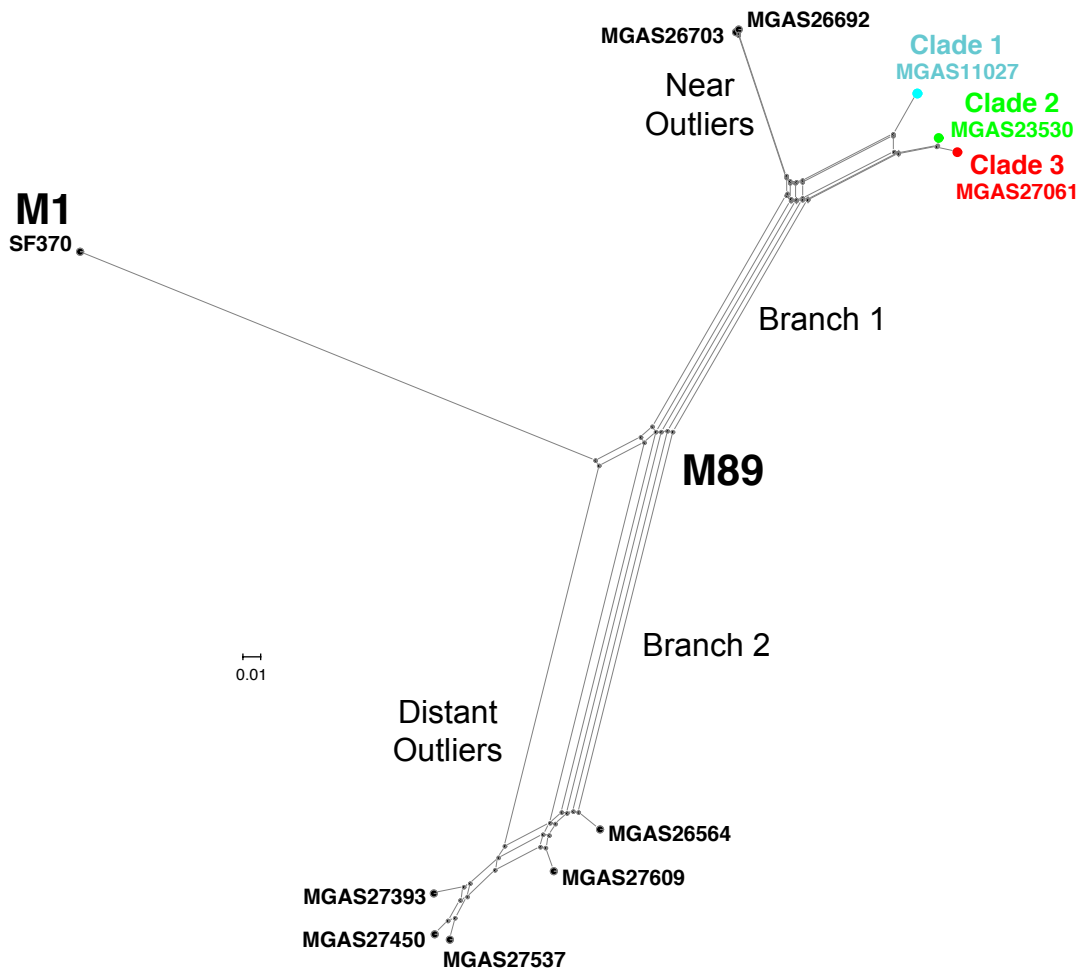 MGAS26692
MGAS26703
Clade 1
MGAS11027
Near
Outliers
Clade 2
MGAS23530
Clade 3
MGAS27061
M1
SF370
Branch 1
M89
Branch 2
0.01
Distant
Outliers
MGAS26564
MGAS27609
MGAS27393
MGAS27450
MGAS27537